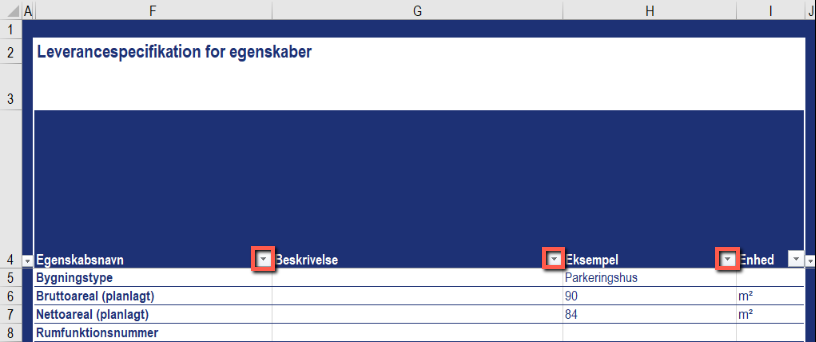 A F G H I J
1
2 Leverancespecifikation for egenskaber
3
4 Egenskabsnavn Beskrivelse Eksempel Enhed
5 Bygningstype Parkeringshus
6 Bruttoareal (planlagt) 90 m²
7 Nettoareal (planlagt) 84 m²
8 Rumfunktionsnummer